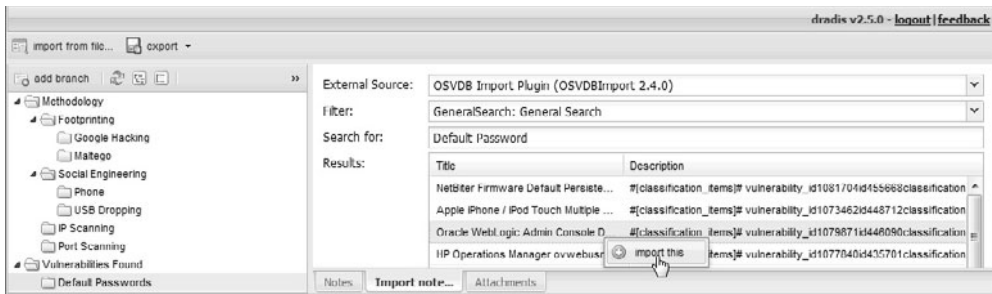 dradis v2.5.0 - logout | feedback
import from file... export
add branch »
Methodology
Footprinting
Google Hacking
Maltego
Social Engineering
Phone
USB Dropping
IP Scanning
Port Scanning
Vulnerabilities Found
Default Passwords
External Source: OSVDB Import Plugin (OSVDBImport 2.4.0)
Filter: GeneralSearch: General Search
Search for: Default Password
Results:
Title Description
NetBiter Firmware Default Persiste... #[classification_items]# vulnerability_id1081704id455668classification
Apple iPhone / iPod Touch Multiple ... #[classification_items]# vulnerability_id1073462id448712classification
Oracle WebLogic Admin Console D... #[classification_items]# vulnerability_id1079871id446090classification
HP Operations Manager ovwebusr items]# vulnerability_id1077840id435701classification
import this
Notes Import note... Attachments